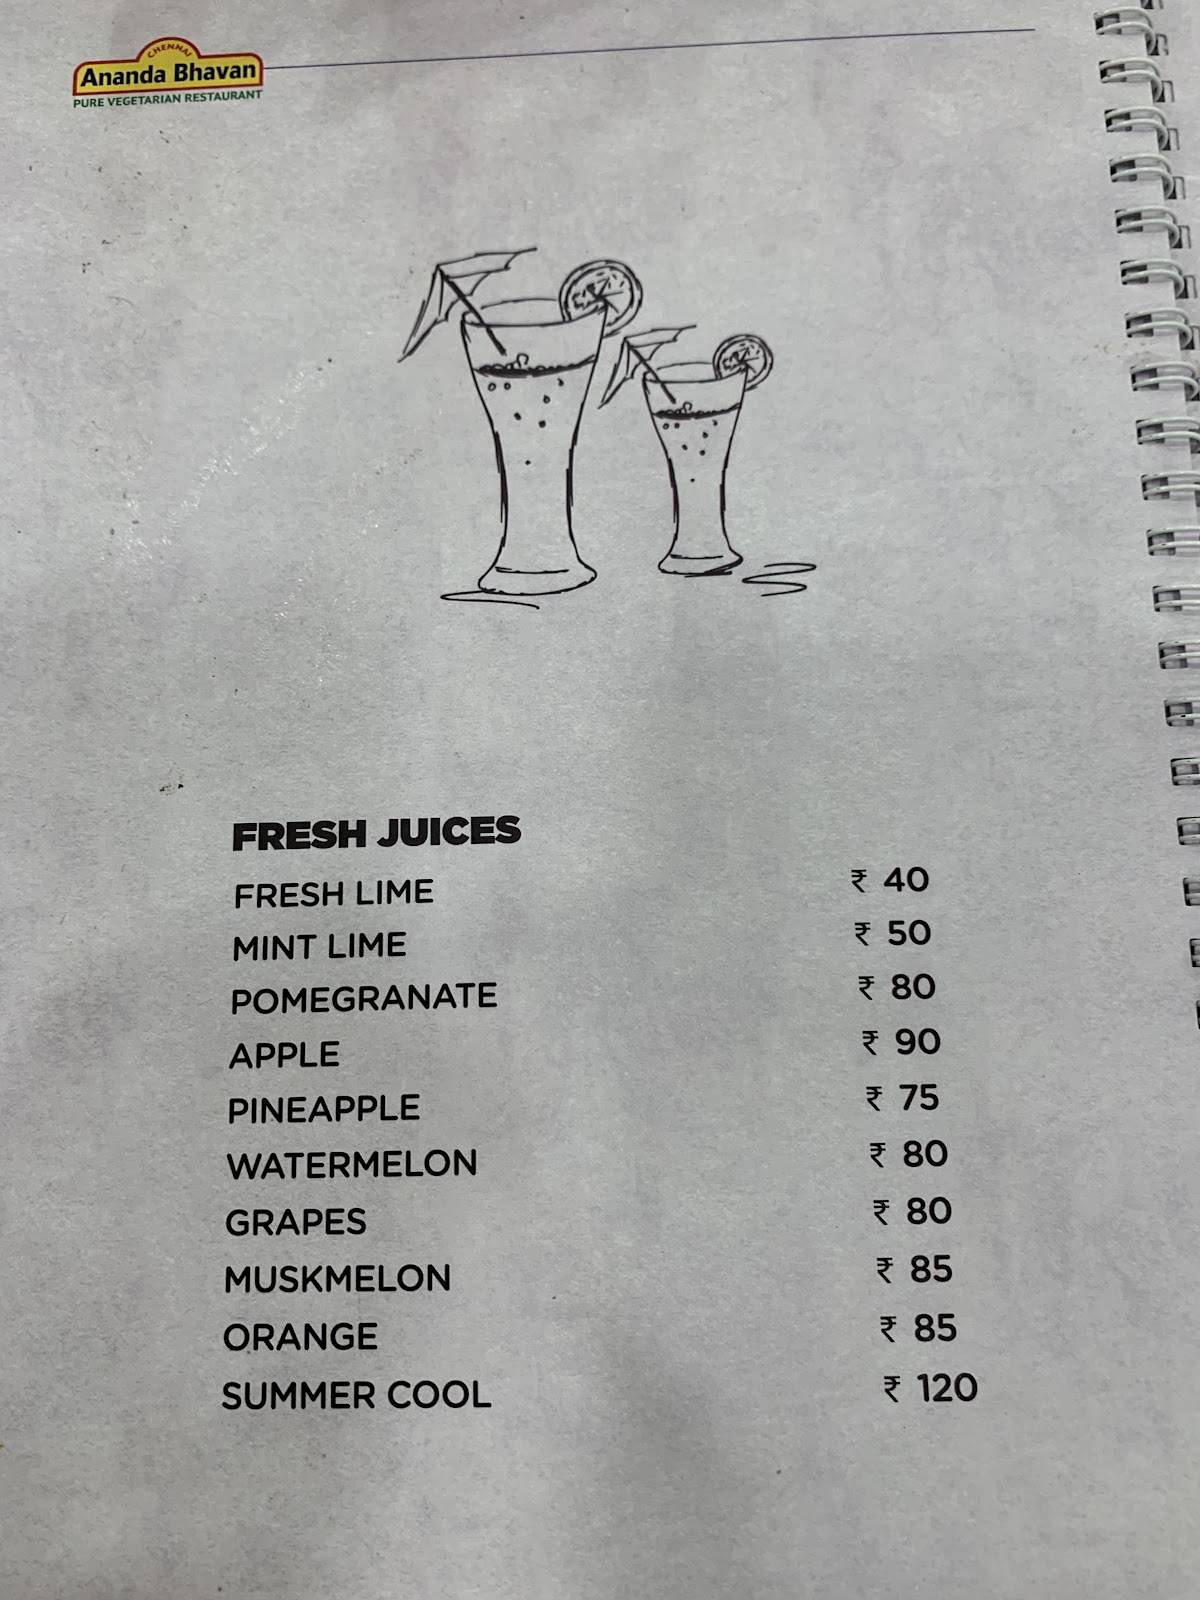 CHENNAI
Ananda Bhavan
PURE VEGETARIAN RESTAURANT
FRESH JUICES
FRESH LIME ₹ 40
MINT LIME ₹ 50
POMEGRANATE ₹ 80
APPLE ₹ 90
PINEAPPLE ₹ 75
WATERMELON ₹ 80
GRAPES ₹ 80
MUSKMELON ₹ 85
ORANGE ₹ 85
SUMMER COOL ₹ 120